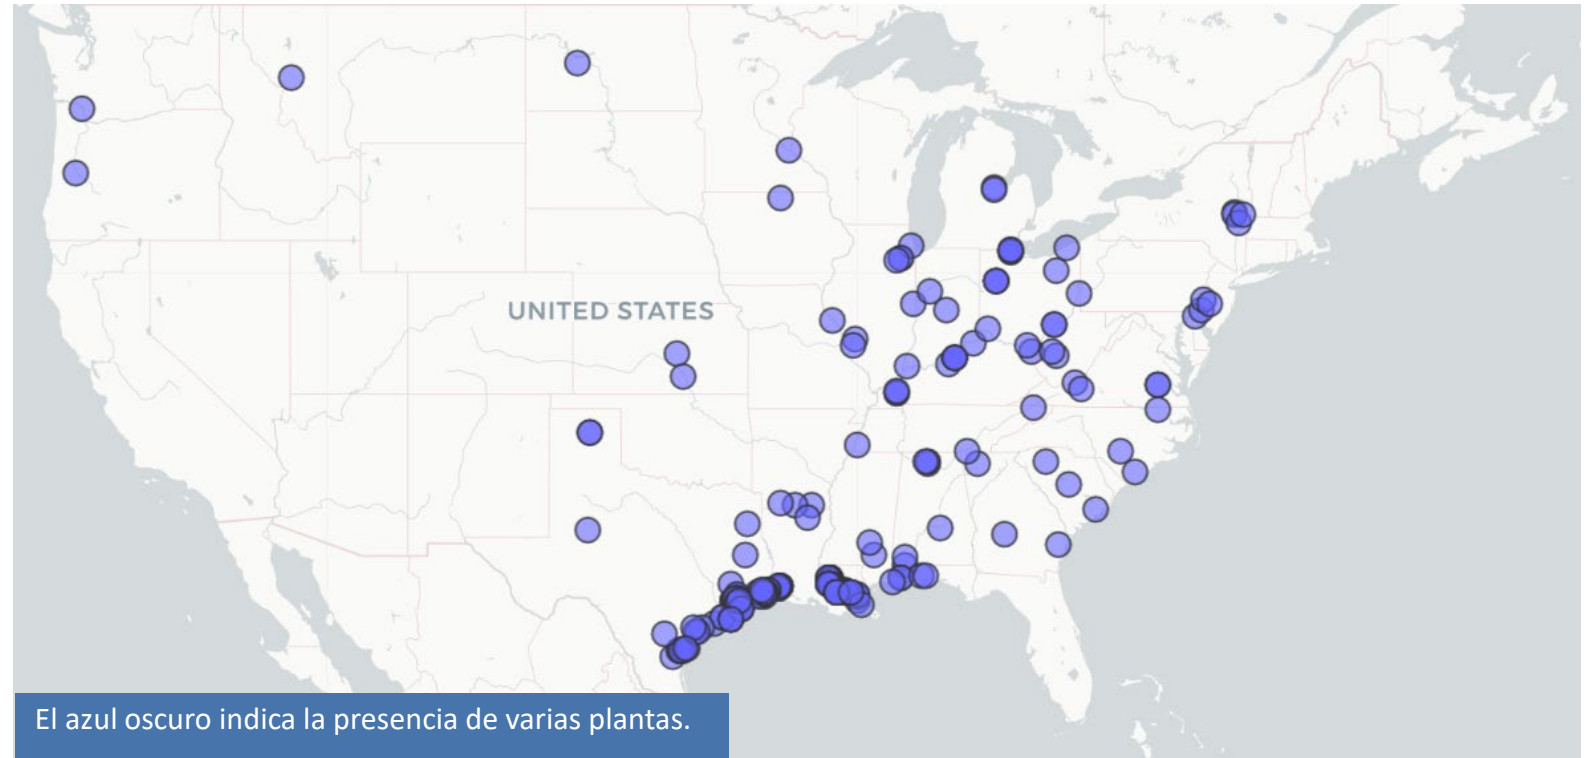 UNITED STATES
El azul oscuro indica la presencia de varias plantas.